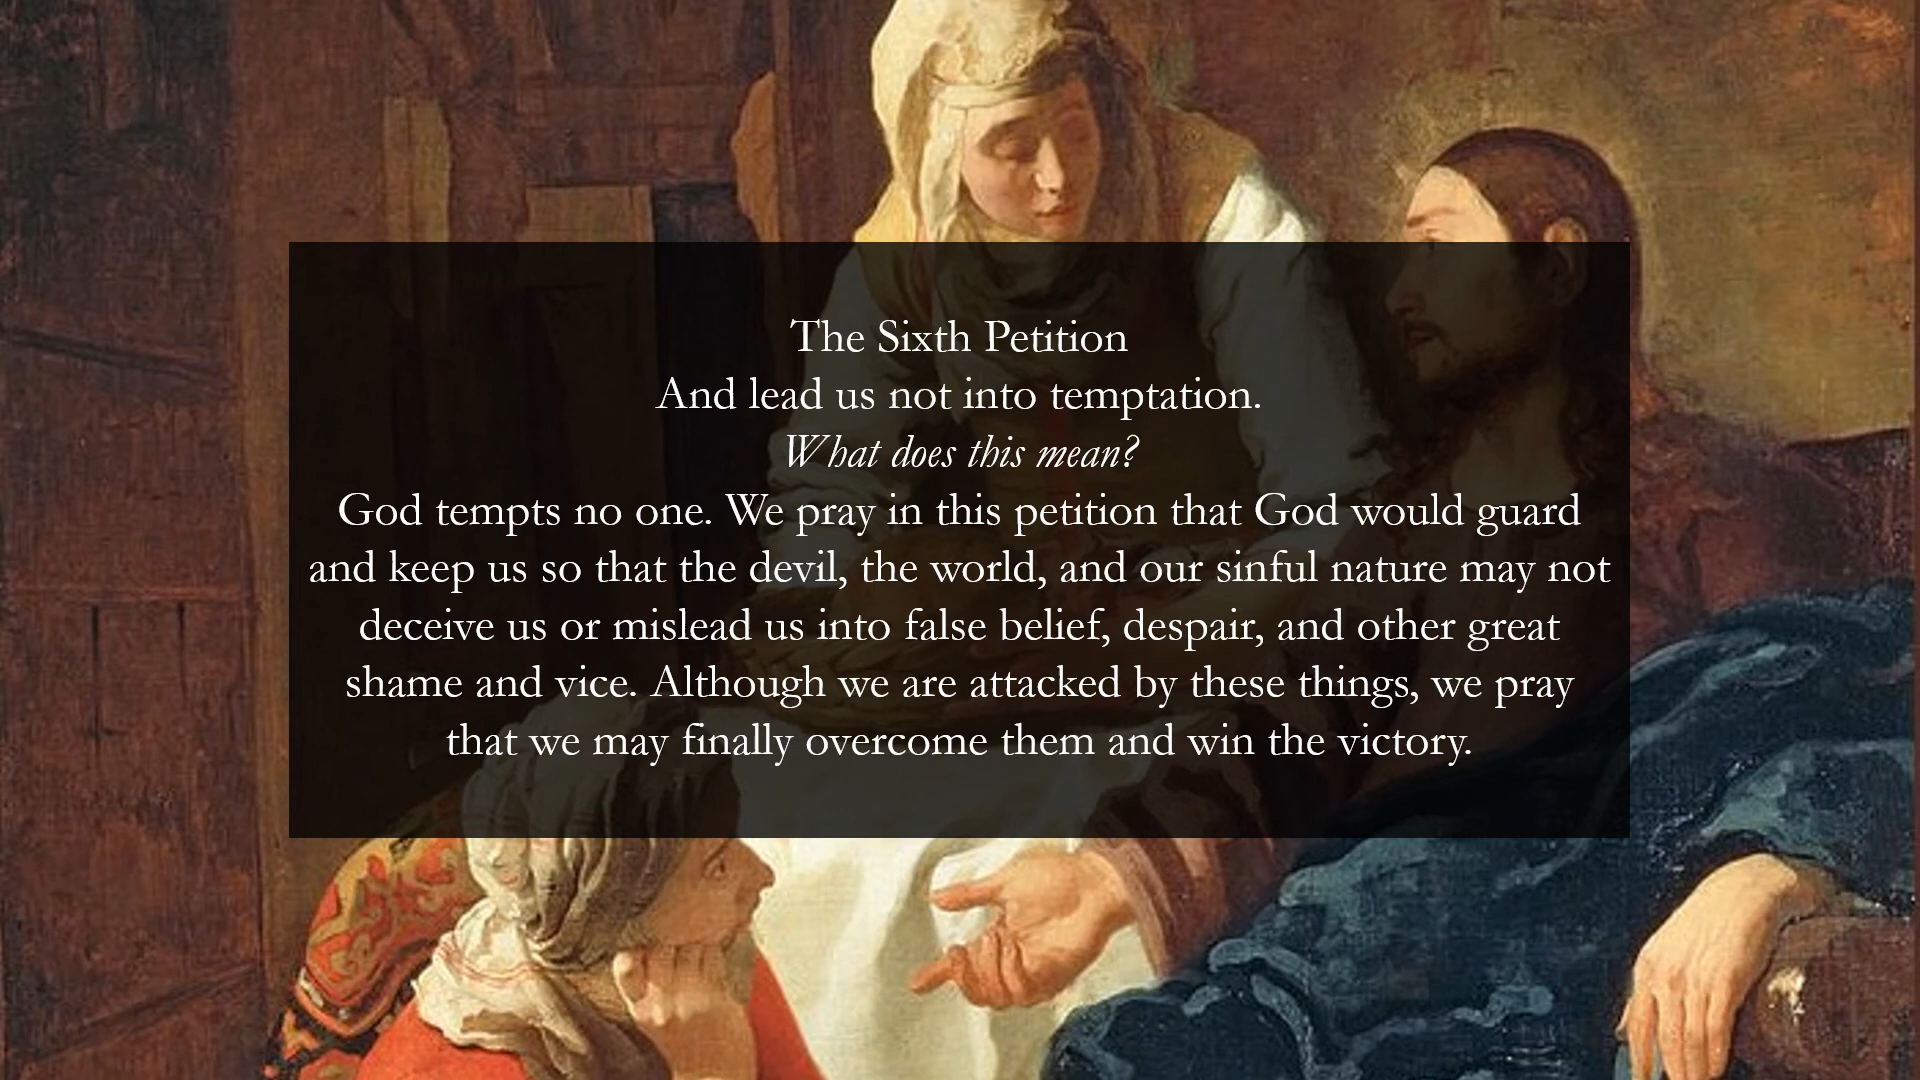 The Sixth Petition
And lead us not into temptation.
What does this mean?
God tempts no one. We pray in this petition that God would guard
and keep us so that the devil, the world, and our sinful nature may not
deceive us or mislead us into false belief, despair, and other great
shame and vice. Although we are attacked by these things, we pray
that we may finally overcome them and win the victory.